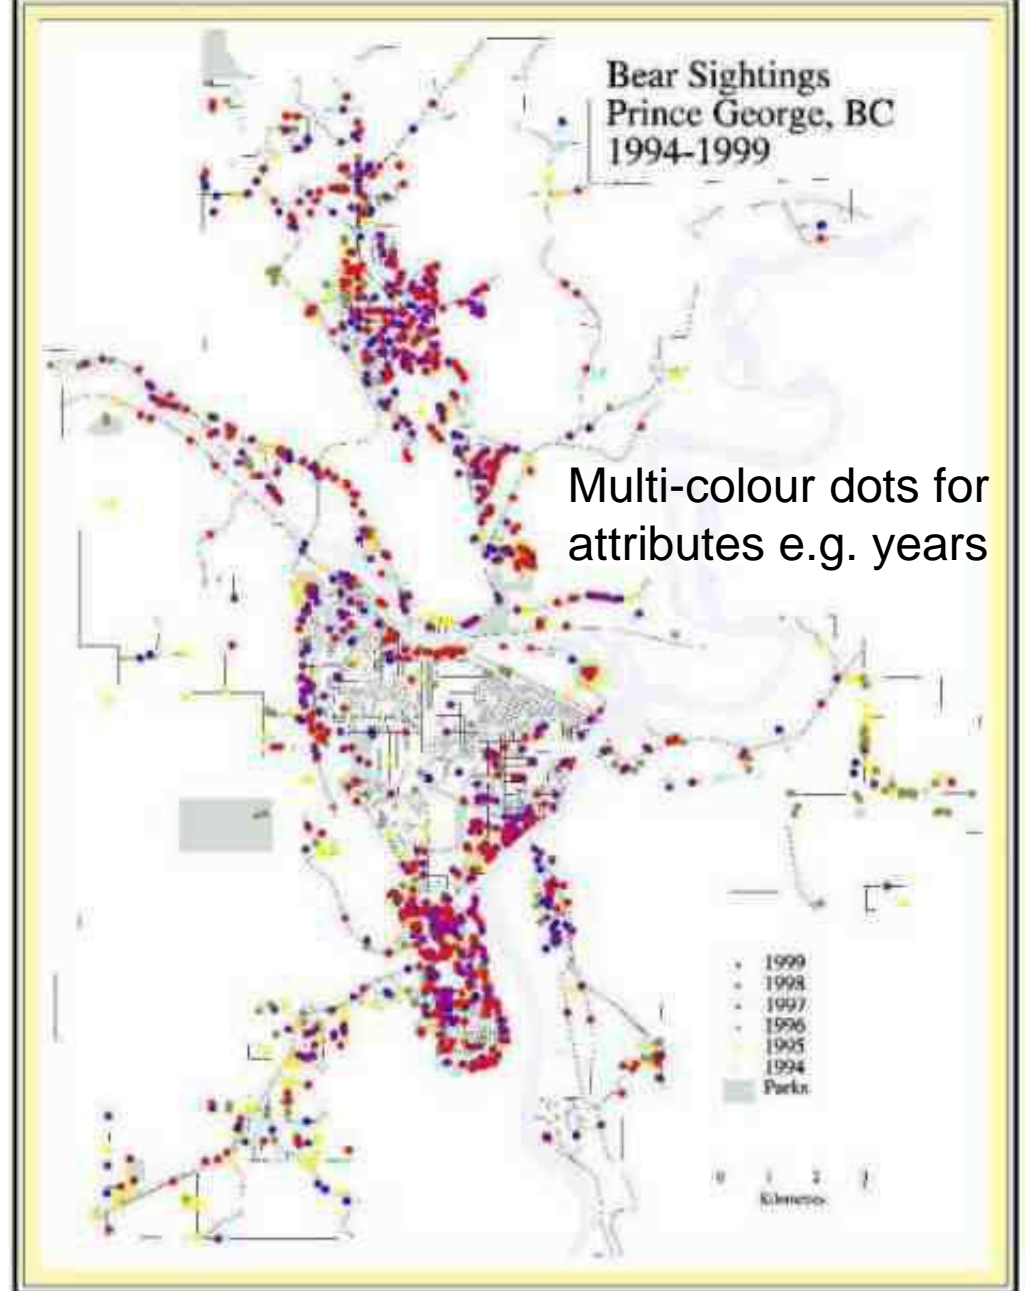 Bear Sightings
Prince George, BC
1994-1999
Multi-colour dots for
attributes e.g. years
1999
1998
1997
1996
1995
1994
Parks
0 1 2 3
Kilometres